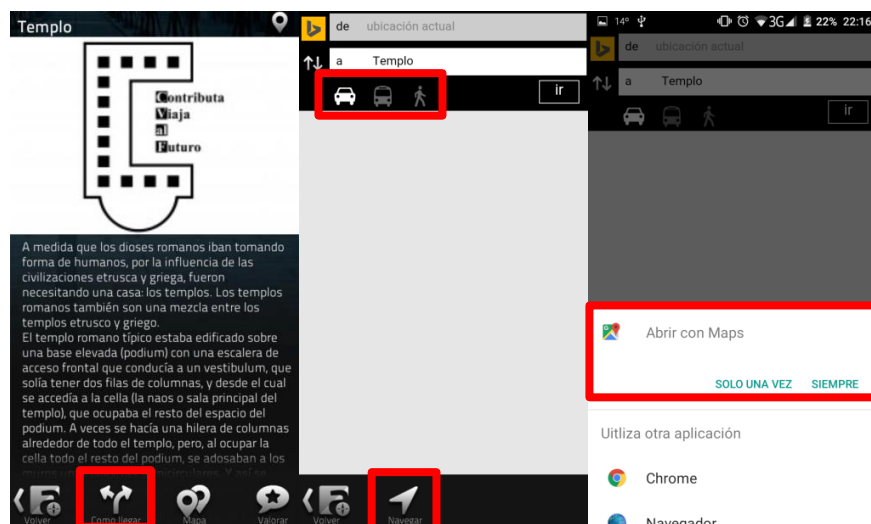 Templo
Contributa
Viaja
al
Futuro
A medida que los dioses romanos iban tomando
forma de humanos, por la influencia de las
civilizaciones etrusca y griega, fueron
necesitando una casa: los templos. Los templos
romanos también son una mezcla entre los
templos etrusco y griego.
El templo romano típico estaba edificado sobre
una base elevada (podium) con una escalera de
acceso frontal que conducía a un vestibulum, que
solía tener dos filas de columnas, y desde el cual
se accedía a la cella (la naos o sala principal del
templo), que ocupaba el resto del espacio del
podium. A veces se hacía una hilera de columnas
alrededor de todo el templo, pero, al ocupar la
cella todo el resto del podium, se adosaban a los
Volver
Como llegar
Mapa
Valorar
de ubicación actual
a Templo
ir
Volver
Navegar
14º 3G 22% 22:16
de ubicación actual
a Templo
ir
Abrir con Maps
SOLO UNA VEZ SIEMPRE
Uitliza otra aplicación
Chrome
Navegador